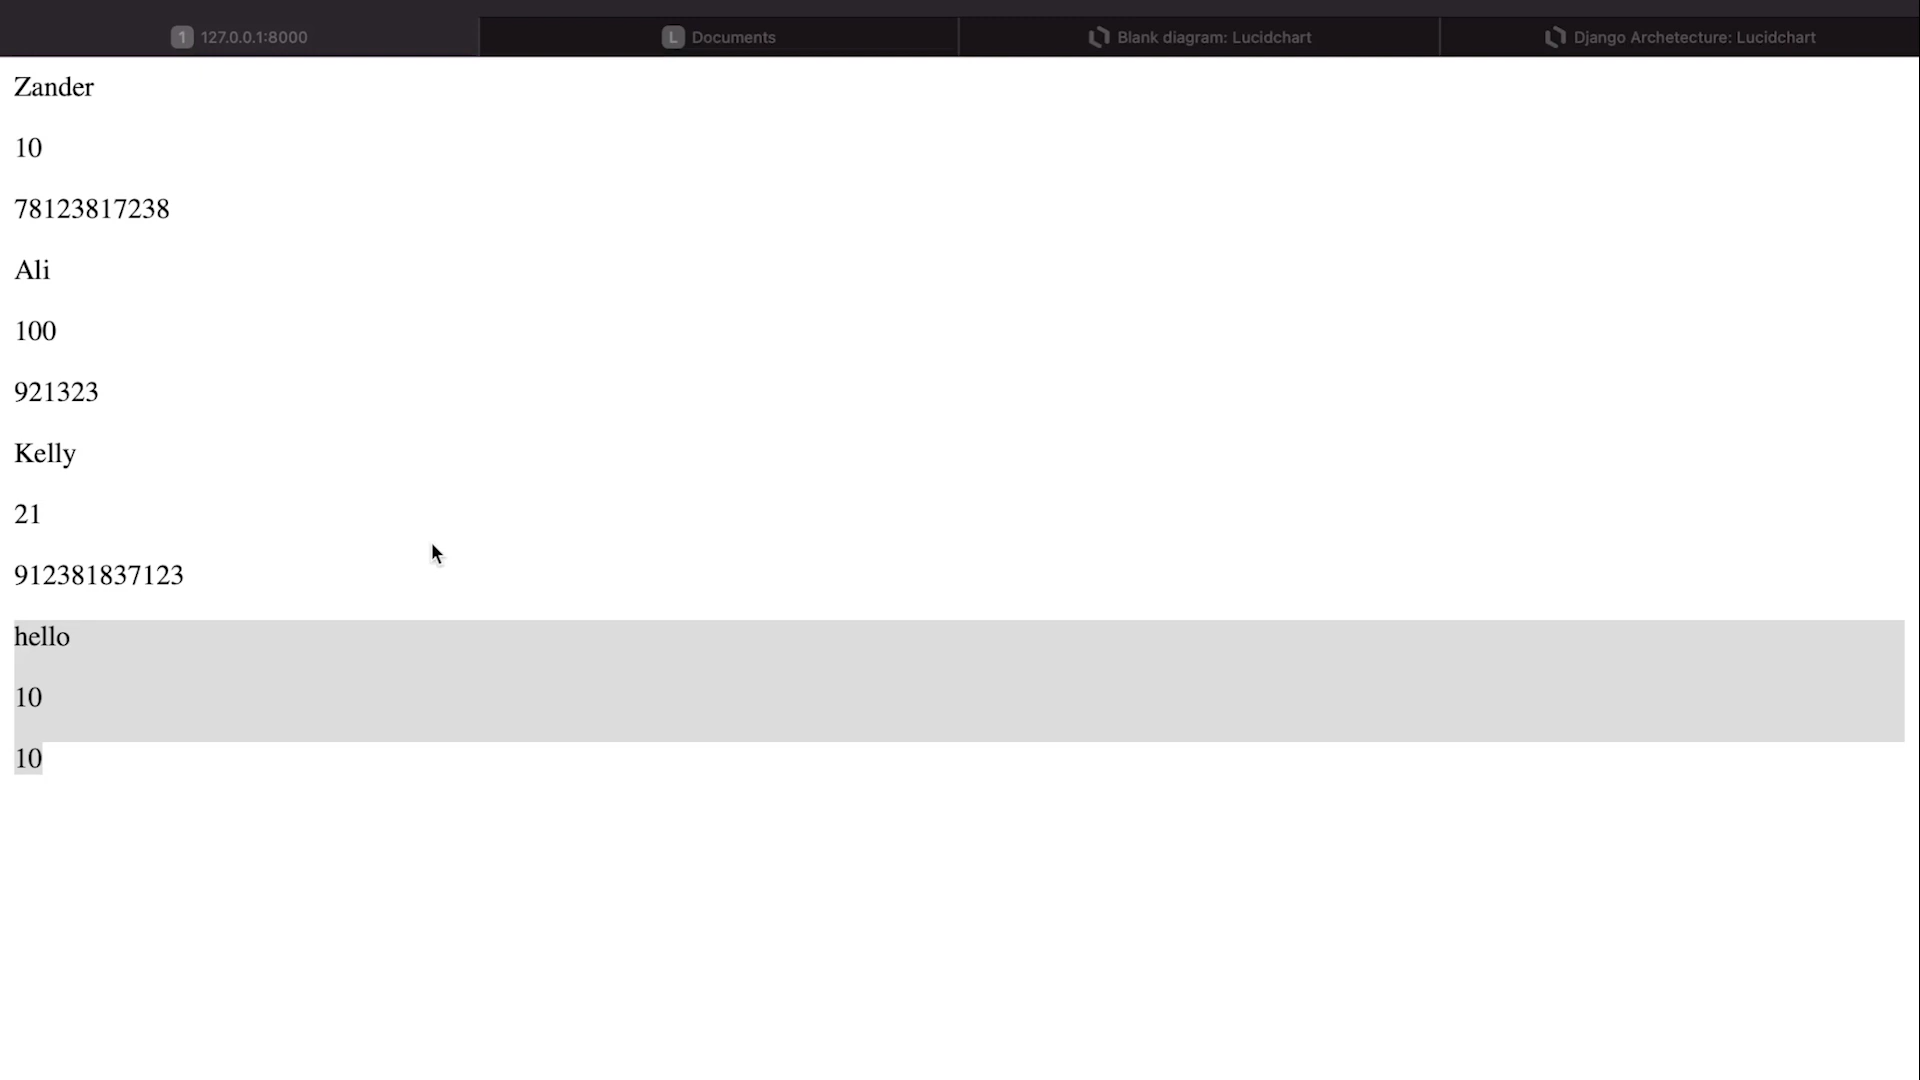 1 127.0.0.1:8000
L Documents
Blank diagram: Lucidchart
Django Archetecture: Lucidchart
Zander
10
78123817238
Ali
100
921323
Kelly
21
912381837123
hello
10
10